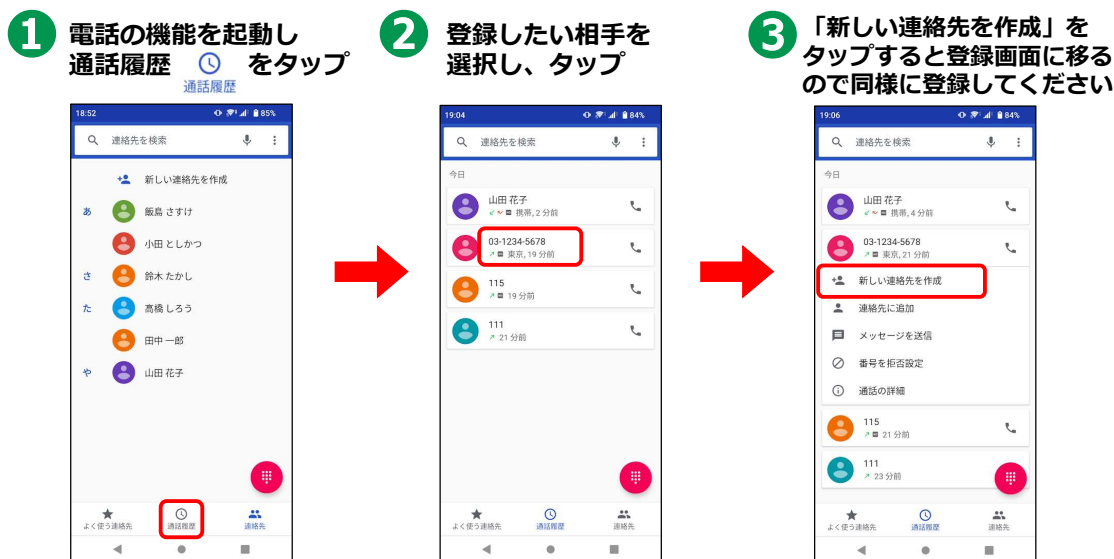 1
電話の機能を起動し
通話履歴 をタップ
通話履歴
18:52
85%
連絡先を検索
新しい連絡先を作成
あ 飯島 さすけ
小田 としかつ
さ 鈴木 たかし
た 髙橋 しろう
田中 一郎
や 山田 花子
よく使う連絡先 通話履歴 連絡先
2
登録したい相手を
選択し、タップ
19:04
84%
連絡先を検索
今日
山田 花子
携帯, 2 分前
03-1234-5678
東京, 19 分前
115
19 分前
111
21 分前
よく使う連絡先 通話履歴 連絡先
3
「新しい連絡先を作成」を
タップすると登録画面に移る
ので同様に登録してください
19:06
84%
連絡先を検索
今日
山田 花子
携帯, 4 分前
03-1234-5678
東京, 21 分前
新しい連絡先を作成
連絡先に追加
メッセージを送信
番号を拒否設定
通話の詳細
115
21 分前
111
23 分前
よく使う連絡先 通話履歴 連絡先